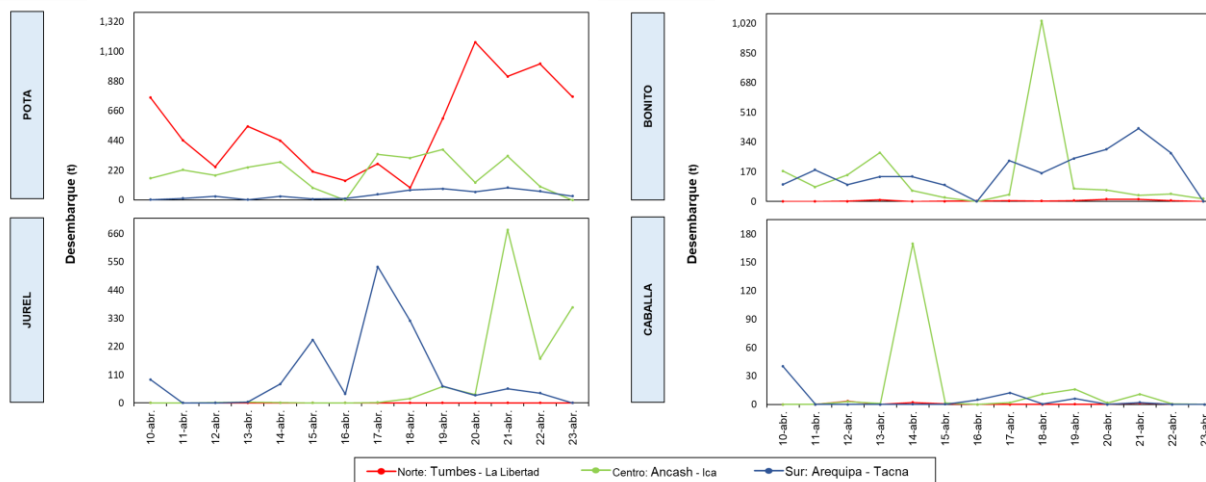 POTA
Desembarque (t)
1,320
1,100
880
660
440
220
0
BONITO
1,020
850
680
510
340
170
0
JUREL
660
550
440
330
220
110
0
10-abr.
11-abr.
12-abr.
13-abr.
14-abr.
15-abr.
16-abr.
17-abr.
18-abr.
19-abr.
20-abr.
21-abr.
22-abr.
23-abr.
CABALLA
Desembarque (t)
180
150
120
90
60
30
0
10-abr.
11-abr.
12-abr.
13-abr.
14-abr.
15-abr.
16-abr.
17-abr.
18-abr.
19-abr.
20-abr.
21-abr.
22-abr.
Norte: Tumbes - La Libertad
Centro: Ancash - Ica
Sur: Arequipa - Tacna